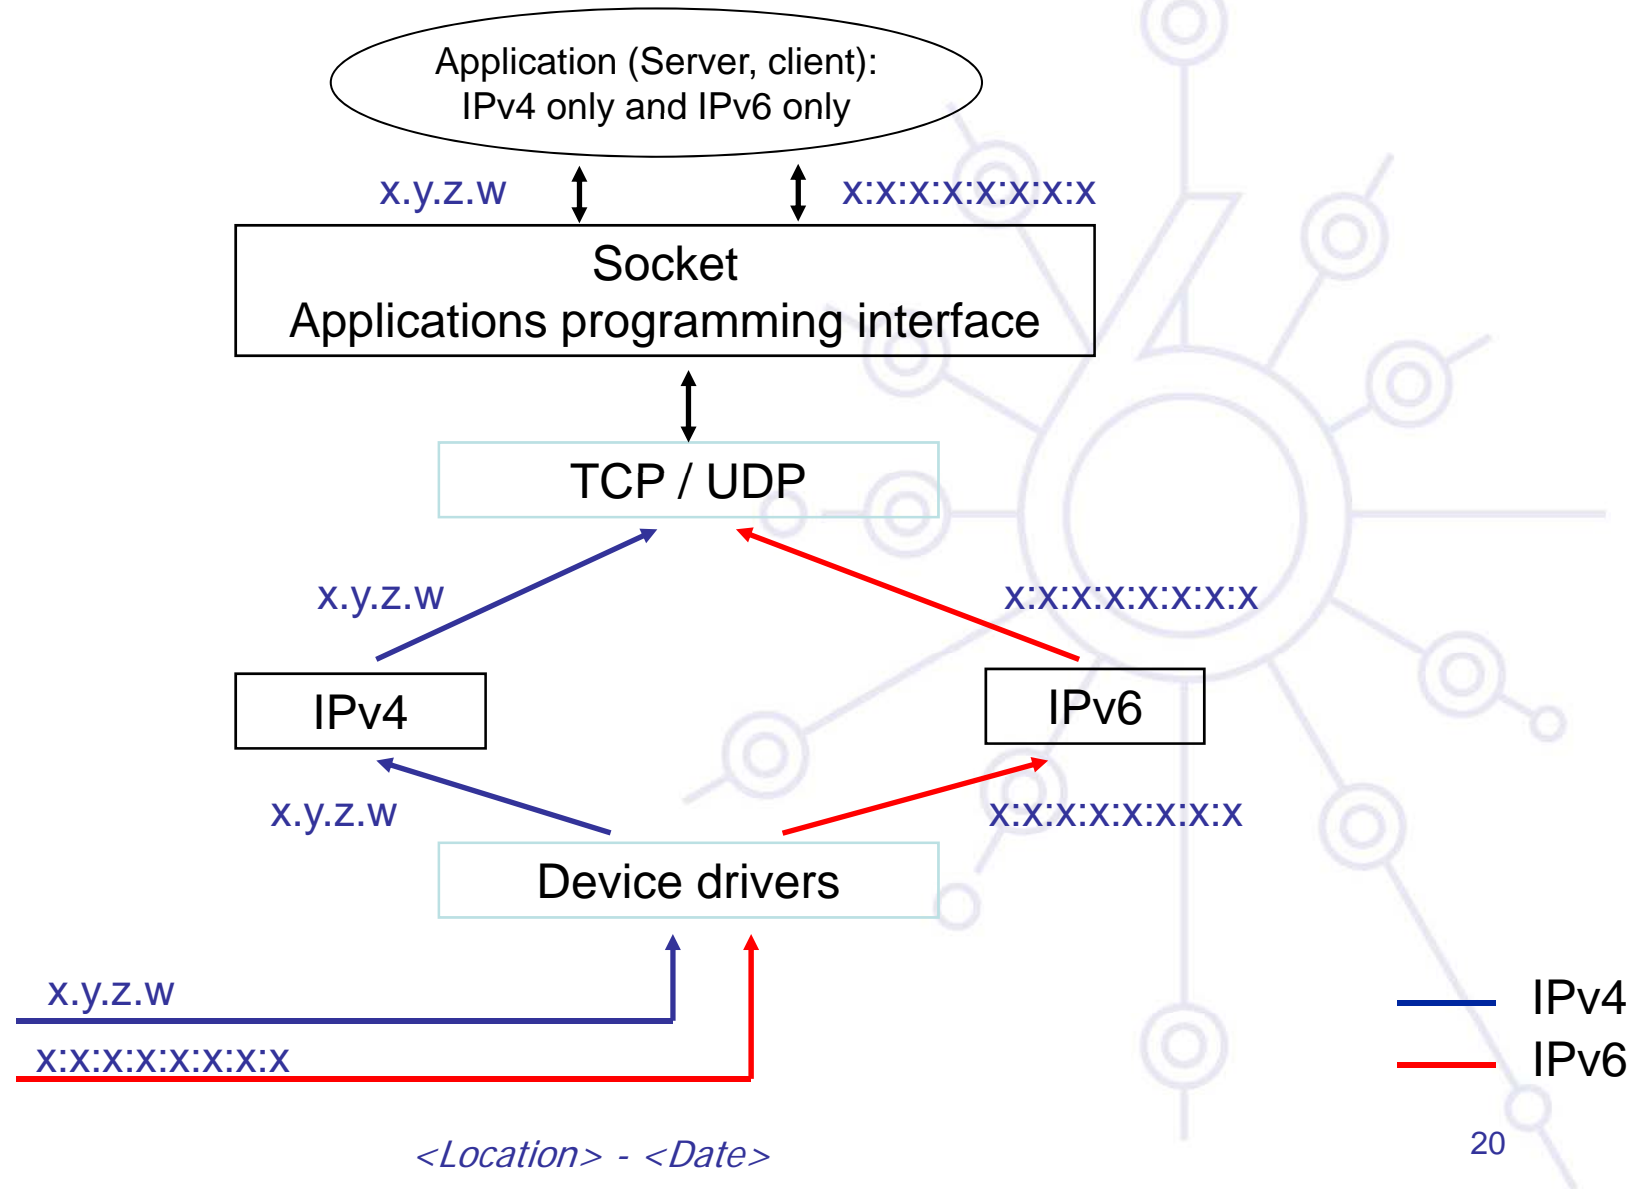 Application (Server, client):
IPv4 only and IPv6 only
x.y.z.w
x:x:x:x:x:x:x:x
Socket
Applications programming interface
TCP / UDP
x.y.z.w
x:x:x:x:x:x:x:x
IPv4
IPv6
x.y.z.w
x:x:x:x:x:x:x:x
Device drivers
x.y.z.w
x:x:x:x:x:x:x:x
IPv4
IPv6
<Location> - <Date>
20